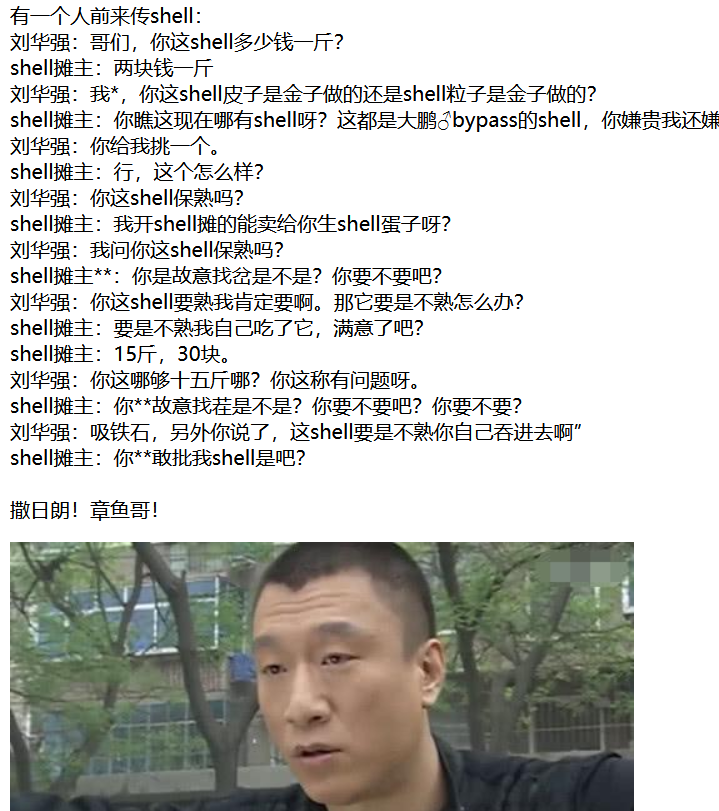 有一个人前来传shell：
刘华强：哥们，你这shell多少钱一斤？
shell摊主：两块钱一斤
刘华强：我*，你这shell皮子是金子做的还是shell粒子是金子做的？
shell摊主：你瞧这现在哪有shell呀？这都是大鹏♂bypass的shell，你嫌贵我还嫌
刘华强：你给我挑一个。
shell摊主：行，这个怎么样？
刘华强：你这shell保熟吗？
shell摊主：我开shell摊的能卖给你生shell蛋子呀？
刘华强：我问你这shell保熟吗？
shell摊主**：你是故意找岔是不是？你要不要吧？
刘华强：你这shell要熟我肯定要啊。那它要是不熟怎么办？
shell摊主：要是不熟我自己吃了它，满意了吧？
shell摊主：15斤，30块。
刘华强：你这哪够十五斤哪？你这称有问题呀。
shell摊主：你**故意找茬是不是？你要不要吧？你要不要？
刘华强：吸铁石，另外你说了，这shell要是不熟你自己吞进去啊”
shell摊主：你**敢批我shell是吧？
撒日朗！章鱼哥！